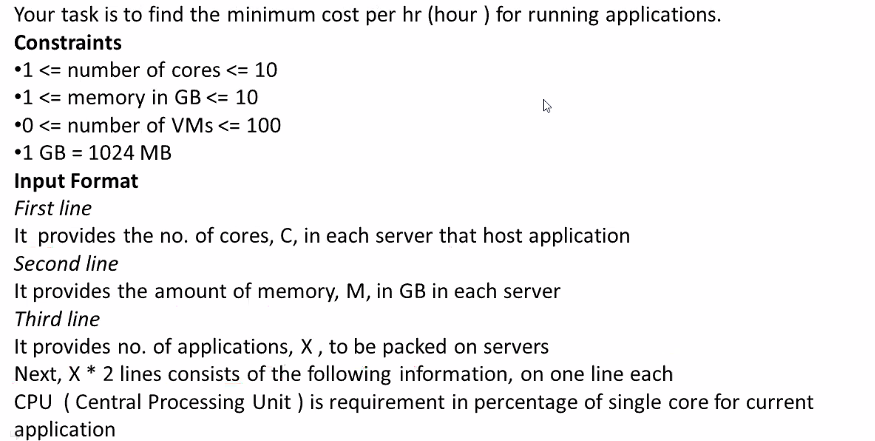 Your task is to find the minimum cost per hr (hour ) for running applications.
Constraints
•1 <= number of cores <= 10
•1 <= memory in GB <= 10
•0 <= number of VMs <= 100
•1 GB = 1024 MB
Input Format
First line
It provides the no. of cores, C, in each server that host application
Second line
It provides the amount of memory, M, in GB in each server
Third line
It provides no. of applications, X , to be packed on servers
Next, X * 2 lines consists of the following information, on one line each
CPU ( Central Processing Unit ) is requirement in percentage of single core for current
application